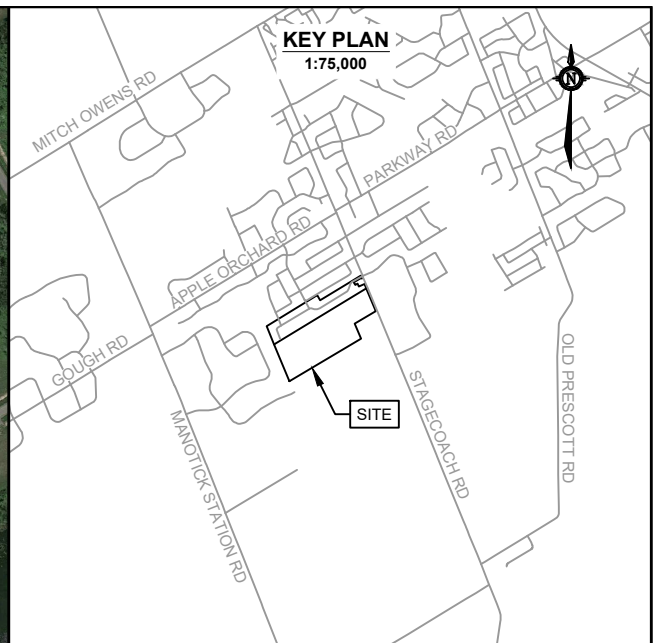 KEY PLAN
1:75,000
N
MITCH OWENS RD
PARKWAY RD
APPLE ORCHARD RD
GOUGH RD
SITE
MANOTICK STATION RD
STAGECOACH RD
OLD PRESCOTT RD